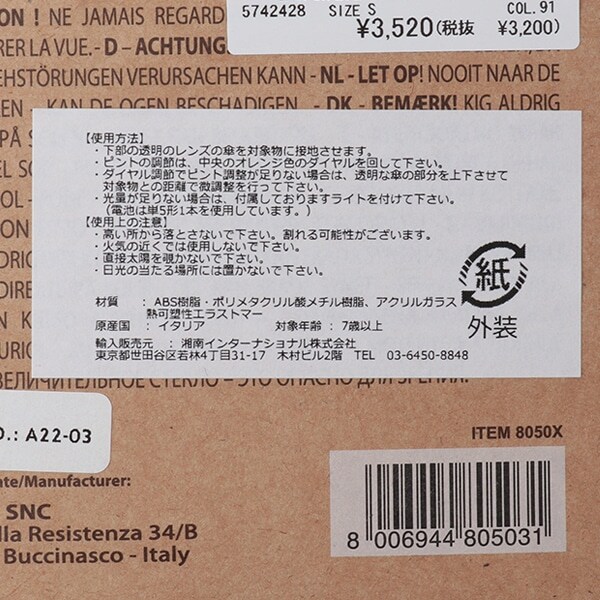 ON ! NE JAMAIS REGARD
5742428 SIZE S COL. 91
¥3,520(税抜 ¥3,200)
RER LA VUE. - D – ACHTUNG
EHSTÖRUNGEN VERURSACHEN KANN - NL - LET OP! NOOIT NAAR DE
EN - KAN DE OGEN BESCHADIGEN. - DK - BEMÆRK! KIG ALDRIG
PÅ S
【使用方法】
・下部の透明のレンズの傘を対象物に接地させます。
・ピントの調節は、中央のオレンジ色のダイヤルを回して下さい。
・ダイヤル調節でピント調整が足りない場合は、透明な傘の部分を上下させて
対象物との距離で微調整を行って下さい。
・光量が足りない場合は、付属しておりますライトを付けて下さい。
（電池は単5形1本を使用しています。）
【使用上の注意】
・高い所から落とさないで下さい。割れる可能性がございます。
・火気の近くでは使用しないで下さい。
・直接太陽を覗かないで下さい。
・日光の当たる場所には置かないで下さい。
材質 ： ABS樹脂・ポリメタクリル酸メチル樹脂、アクリルガラス
熱可塑性エラストマー
原産国 ： イタリア 対象年齢 ： 7歳以上
輸入販売元 ： 湘南インターナショナル株式会社
東京都世田谷区若林4丁目31-17 木村ビル2階 TEL 03-6450-8848
紙
外装
ВЕЛИЧИТЕЛЬНОЕ СТЕКЛО – ЭТО ОПАСНО ДЛЯ ЗРЕНИЯ.
O.: A22-03
ITEM 8050X
ate/Manufacturer:
SNC
lla Resistenza 34/B
Buccinasco - Italy
8 006944 805031